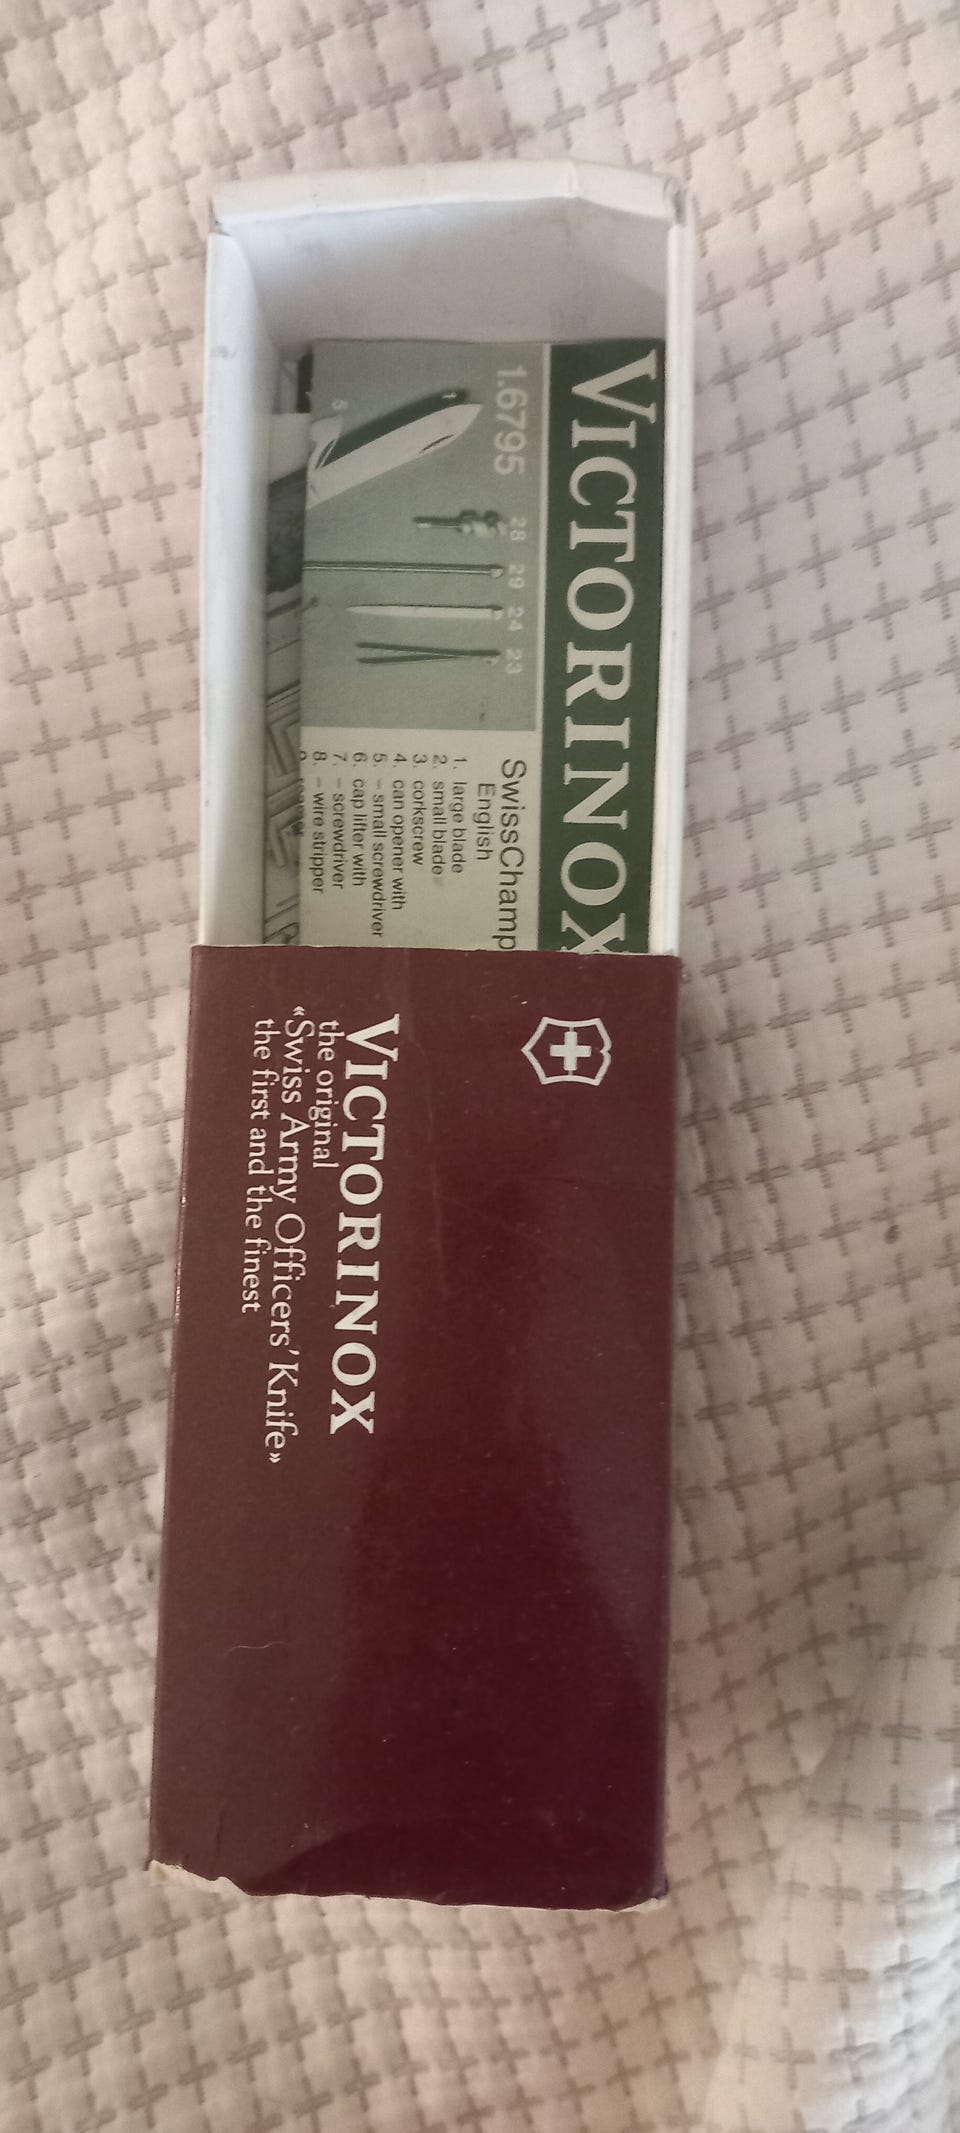 VICTORINOX
1.6795
1
5
28
29
24
23
SwissChamp
English
1. large blade
2. small blade
3. corkscrew
4. can opener with
5. – small screwdriver
6. cap lifter with
7. – screwdriver
8. – wire stripper
VICTORINOX
the original
«Swiss Army Officers' Knife»
the first and the finest